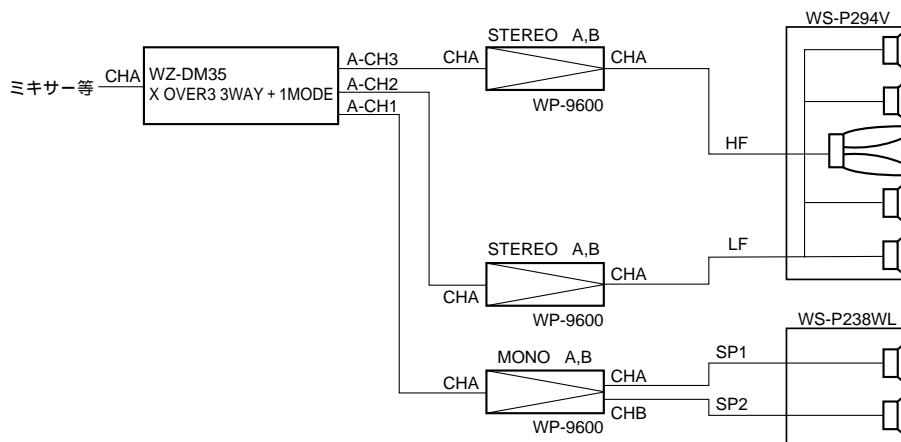 WS-P294V
STEREO A,B
CHA
CHA
WP-9600
ミキサー等
CHA
WZ-DM35
X OVER3 3WAY + 1MODE
A-CH3
A-CH2
A-CH1
HF
STEREO A,B
CHA
CHA
WP-9600
LF
WS-P238WL
MONO A,B
CHA
CHA
CHB
WP-9600
SP1
SP2